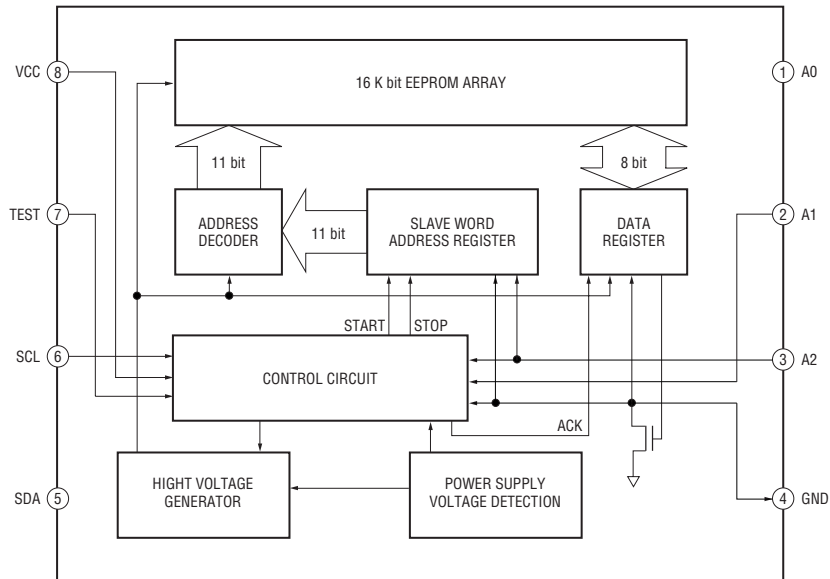 VCC 8
16 K bit EEPROM ARRAY
1 A0
11 bit
8 bit
TEST 7
ADDRESS
DECODER
11 bit
SLAVE WORD
ADDRESS REGISTER
DATA
REGISTER
2 A1
START
STOP
SCL 6
CONTROL CIRCUIT
3 A2
ACK
SDA 5
HIGHT VOLTAGE
GENERATOR
POWER SUPPLY
VOLTAGE DETECTION
4 GND